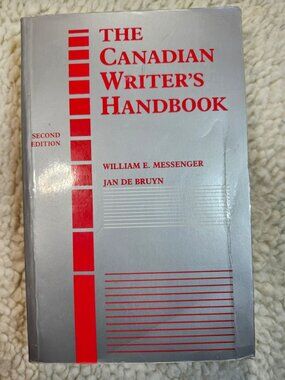 THE
CANADIAN
WRITER'S
HANDBOOK
SECOND
EDITION
WILLIAM E. MESSENGER
JAN DE BRUYN